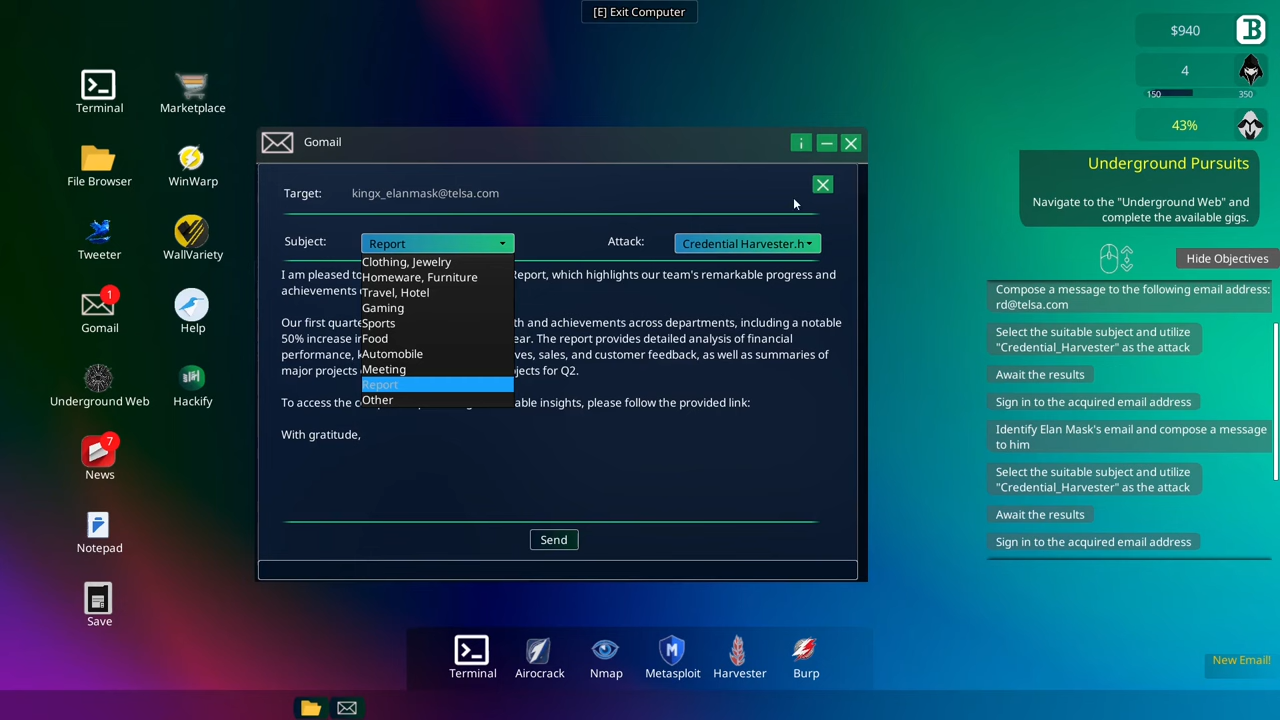 [E] Exit Computer
$940
4
150 350
43%
Underground Pursuits
Navigate to the "Underground Web" and
complete the available gigs.
Hide Objectives
Compose a message to the following email address:
rd@telsa.com
Select the suitable subject and utilize
"Credential_Harvester" as the attack
Await the results
Sign in to the acquired email address
Identify Elan Mask's email and compose a message
to him
Select the suitable subject and utilize
"Credential_Harvester" as the attack
Await the results
Sign in to the acquired email address
New Email!
Terminal
Marketplace
File Browser
WinWarp
Tweeter
WallVariety
1
Gomail
Help
Underground Web
Hackify
7
News
Notepad
Save
Gomail
Target: kingx_elanmask@telsa.com
Subject: Report
Attack: Credential Harvester.h
Clothing, Jewelry
Homeware, Furniture
Travel, Hotel
Gaming
Sports
Food
Automobile
Meeting
Report
Other
I am pleased to Report, which highlights our team's remarkable progress and
achievements
Our first quarte th and achievements across departments, including a notable
50% increase in ear. The report provides detailed analysis of financial
performance, k ves, sales, and customer feedback, as well as summaries of
major projects jects for Q2.
To access the co able insights, please follow the provided link:
With gratitude,
Send
Terminal
Airocrack
Nmap
Metasploit
Harvester
Burp